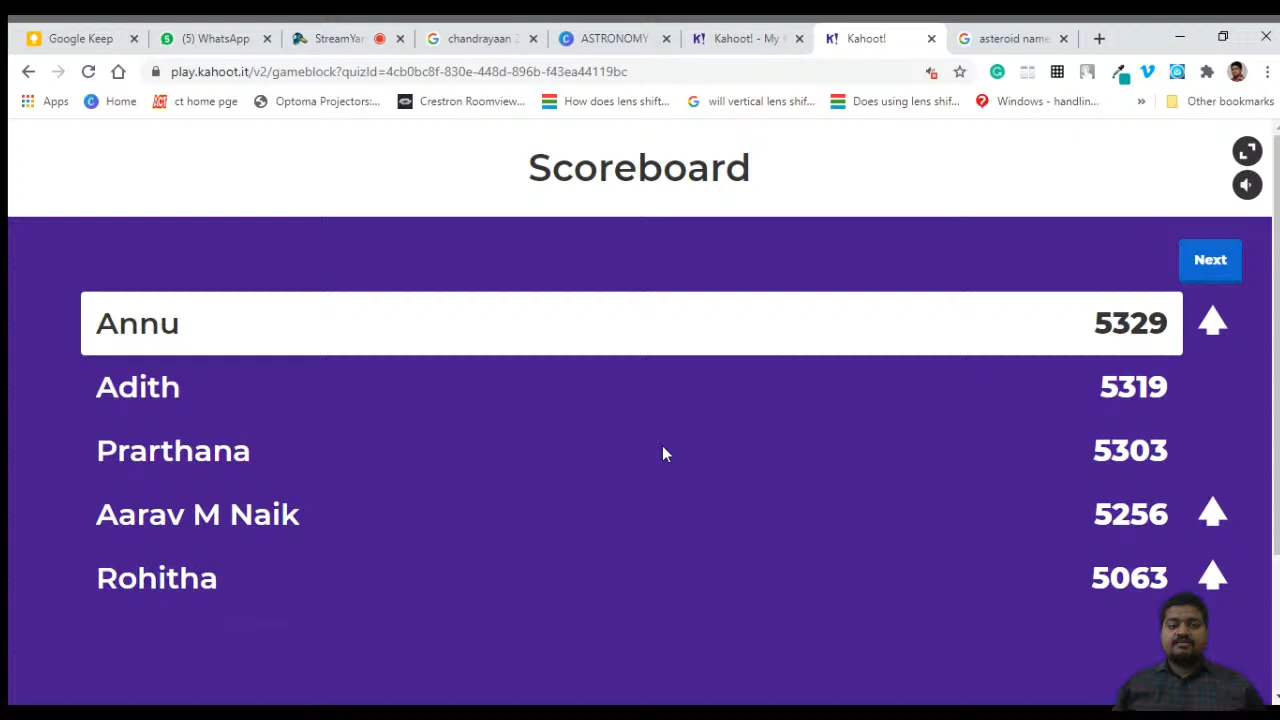 Google Keep
(5) WhatsApp
StreamYar
chandrayaan 2
ASTRONOMY
Kahoot! - My K
Kahoot!
asteroid name
play.kahoot.it/v2/gameblock?quizId=4cb0bc8f-830e-448d-896b-f43ea44119bc
Apps
Home
ct home pge
Optoma Projectors:...
Crestron Roomview...
How does lens shift...
will vertical lens shif...
Does using lens shif...
Windows - handlin...
»
Other bookmarks
Scoreboard
Next
Annu 5329
Adith 5319
Prarthana 5303
Aarav M Naik 5256
Rohitha 5063